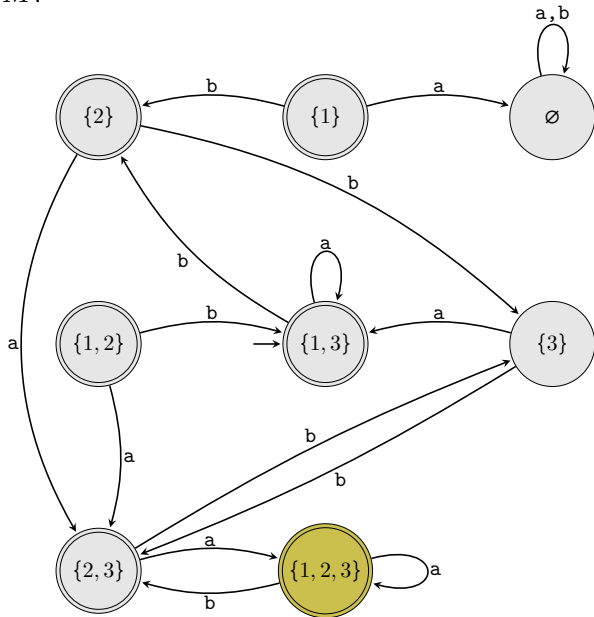 M:
a,b
b
a
{2}
{1}
∅
b
b
a
b
a
a
{1, 2}
{1, 3}
{3}
b
a
b
a
{2, 3}
{1, 2, 3}
a
b